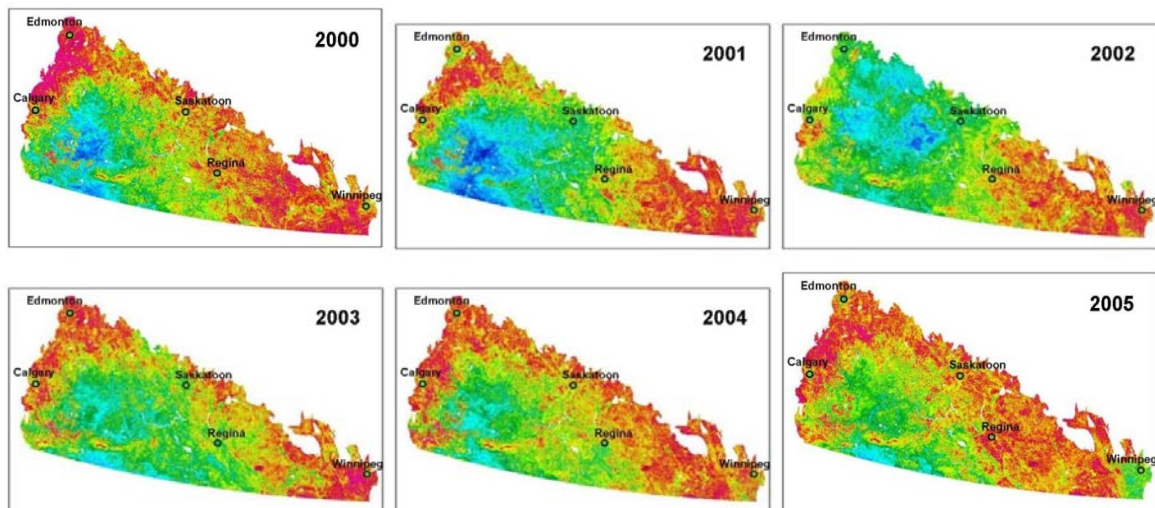 Edmonton
2000
Calgary
Saskatoon
Regina
Winnipeg
Edmonton
2001
Calgary
Saskatoon
Regina
Winnipeg
Edmonton
2002
Calgary
Saskatoon
Regina
Winnipeg
Edmonton
2003
Calgary
Saskatoon
Regina
Winnipeg
Edmonton
2004
Calgary
Saskatoon
Regina
Winnipeg
Edmonton
2005
Calgary
Saskatoon
Regina
Winnipeg